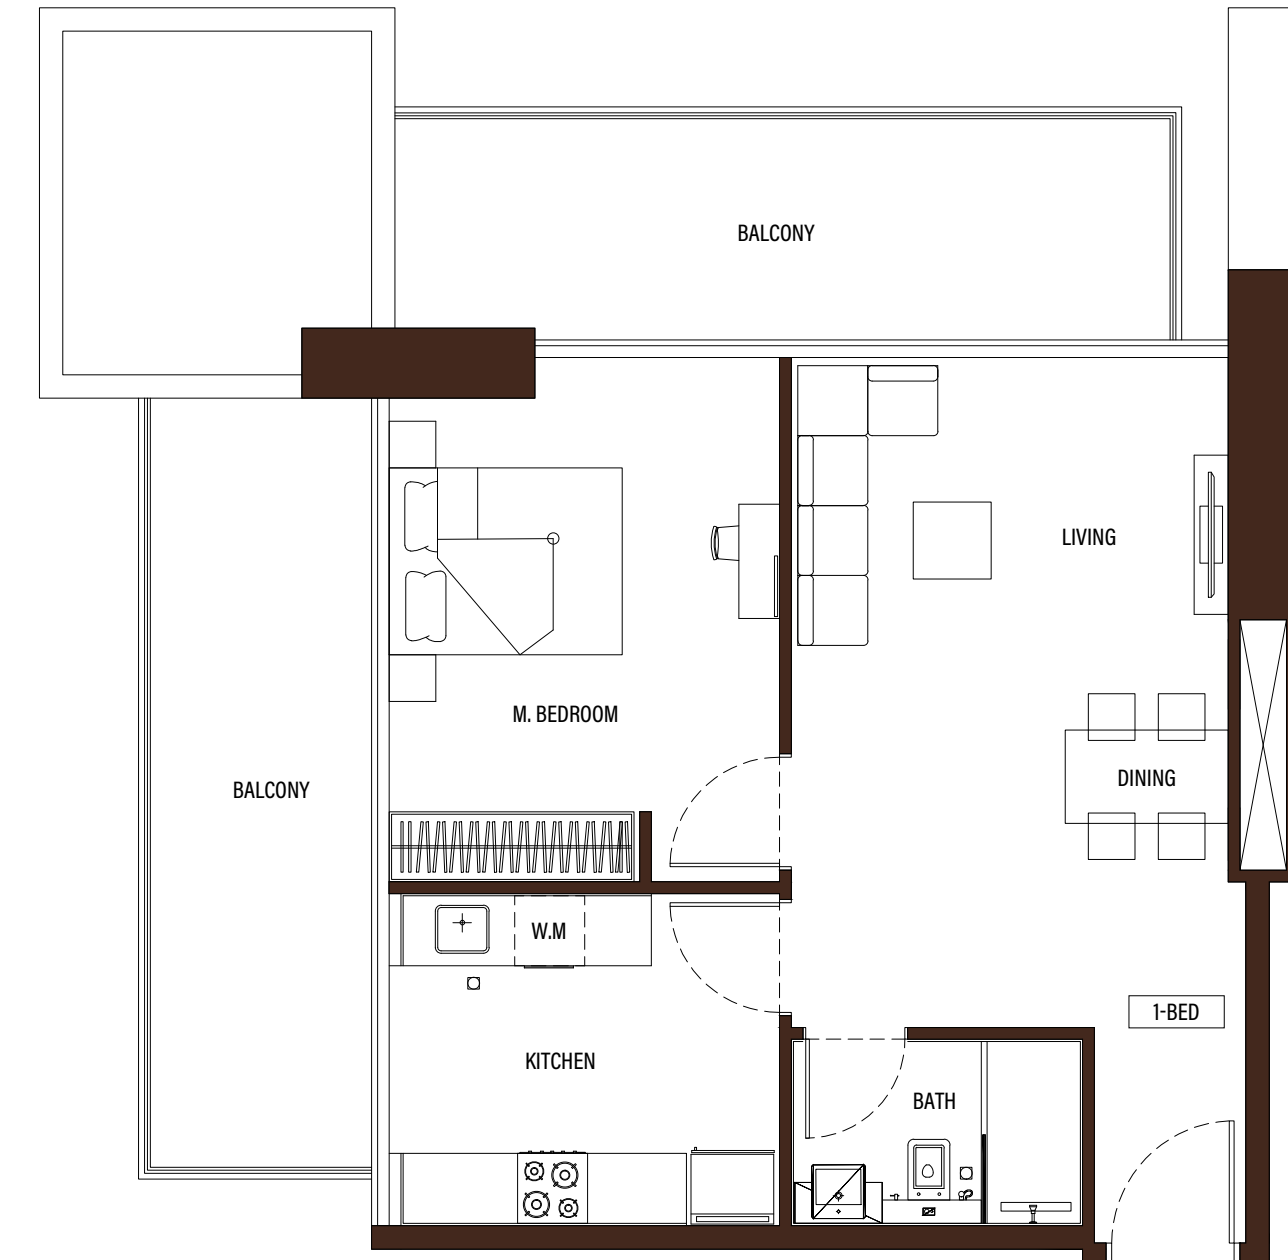 BALCONY
LIVING
M. BEDROOM
DINING
BALCONY
W.M
1-BED
KITCHEN
BATH